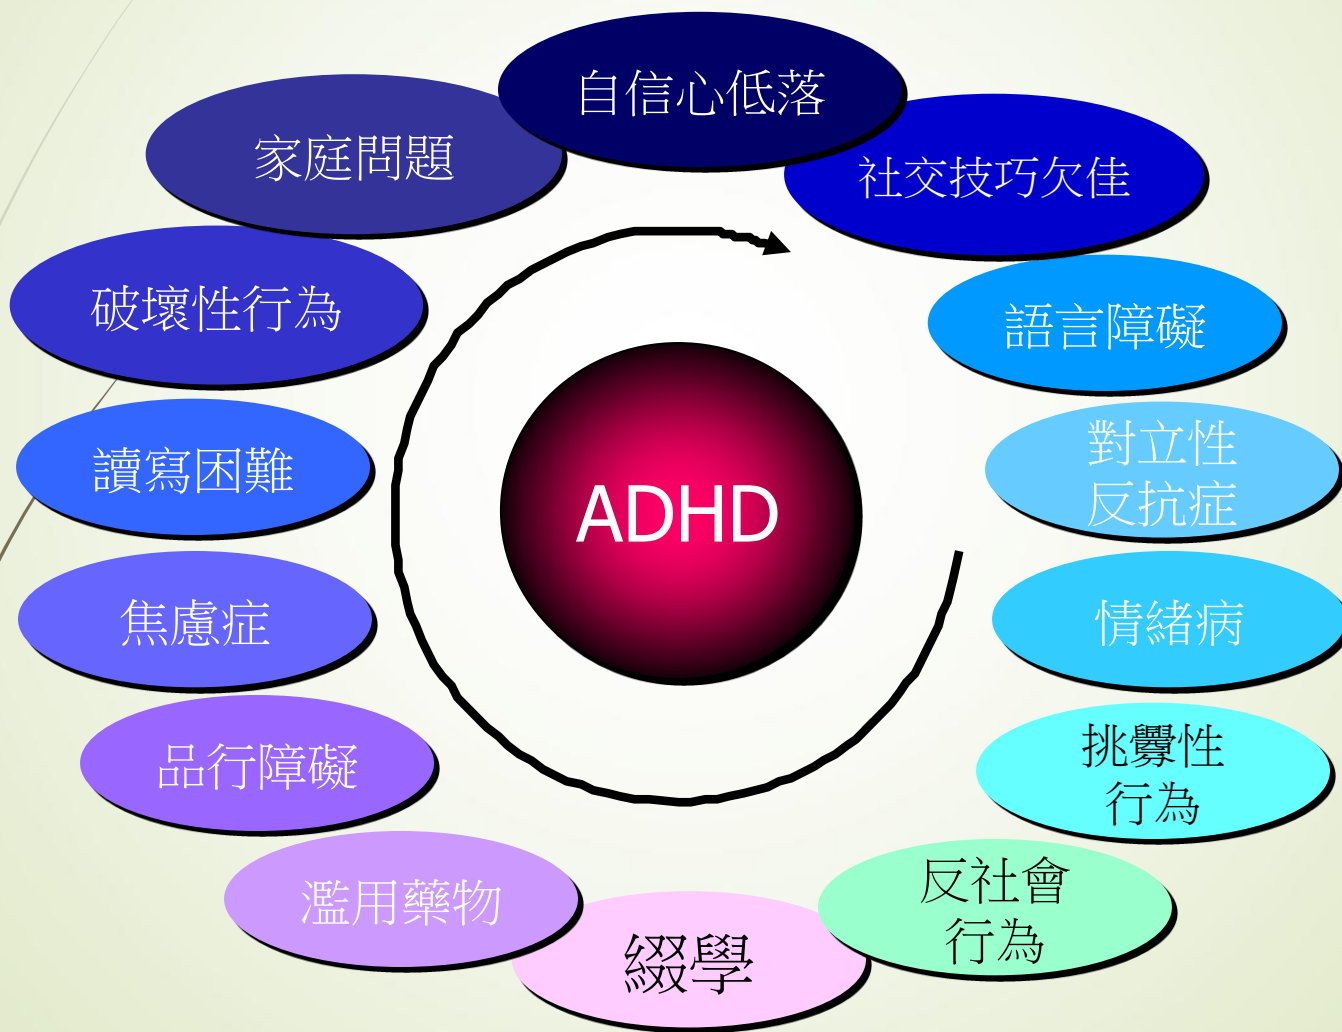 自信心低落
社交技巧欠佳
語言障礙
對立性
反抗症
情緒病
挑釁性
行為
反社會
行為
綴學
濫用藥物
品行障礙
焦慮症
讀寫困難
破壞性行為
家庭問題
ADHD